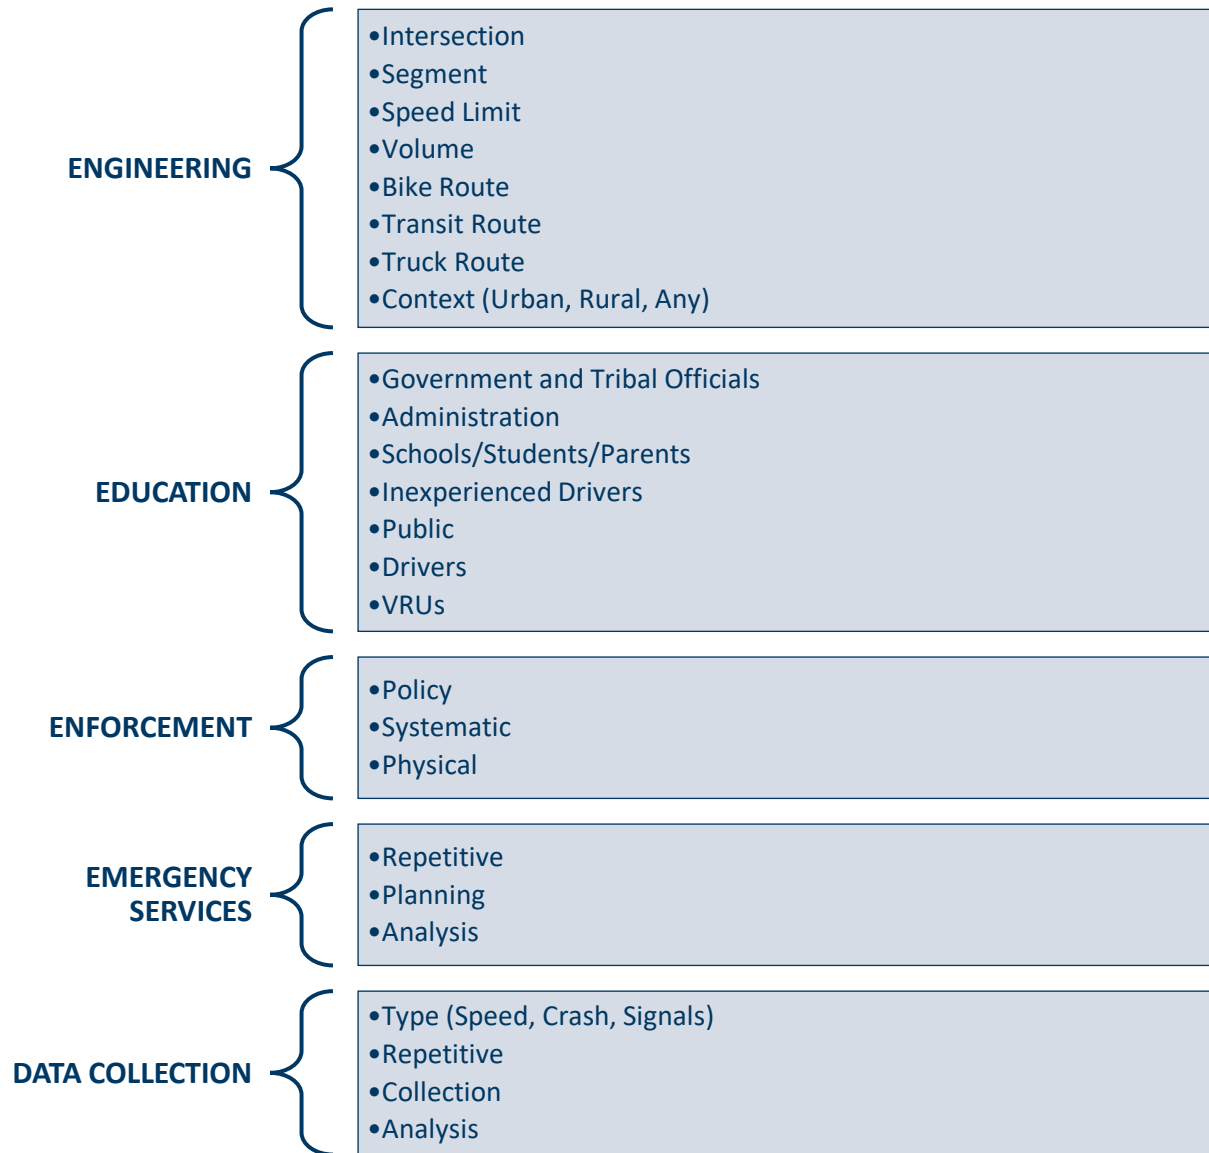 ENGINEERING
•Intersection
•Segment
•Speed Limit
•Volume
•Bike Route
•Transit Route
•Truck Route
•Context (Urban, Rural, Any)
EDUCATION
•Government and Tribal Officials
•Administration
•Schools/Students/Parents
•Inexperienced Drivers
•Public
•Drivers
•VRUs
ENFORCEMENT
•Policy
•Systematic
•Physical
EMERGENCY
SERVICES
•Repetitive
•Planning
•Analysis
DATA COLLECTION
•Type (Speed, Crash, Signals)
•Repetitive
•Collection
•Analysis